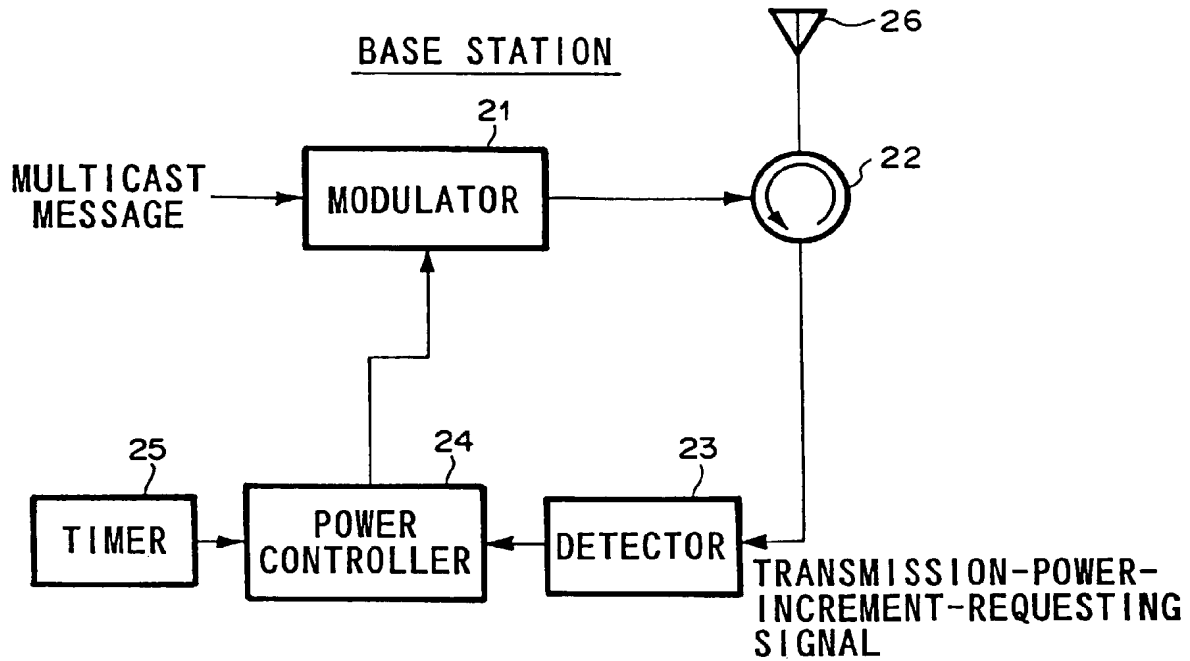 26
BASE STATION
21
22
MULTICAST
MESSAGE
MODULATOR
25
24
23
TIMER
POWER
CONTROLLER
DETECTOR
TRANSMISSION-POWER-
INCREMENT-REQUESTING
SIGNAL